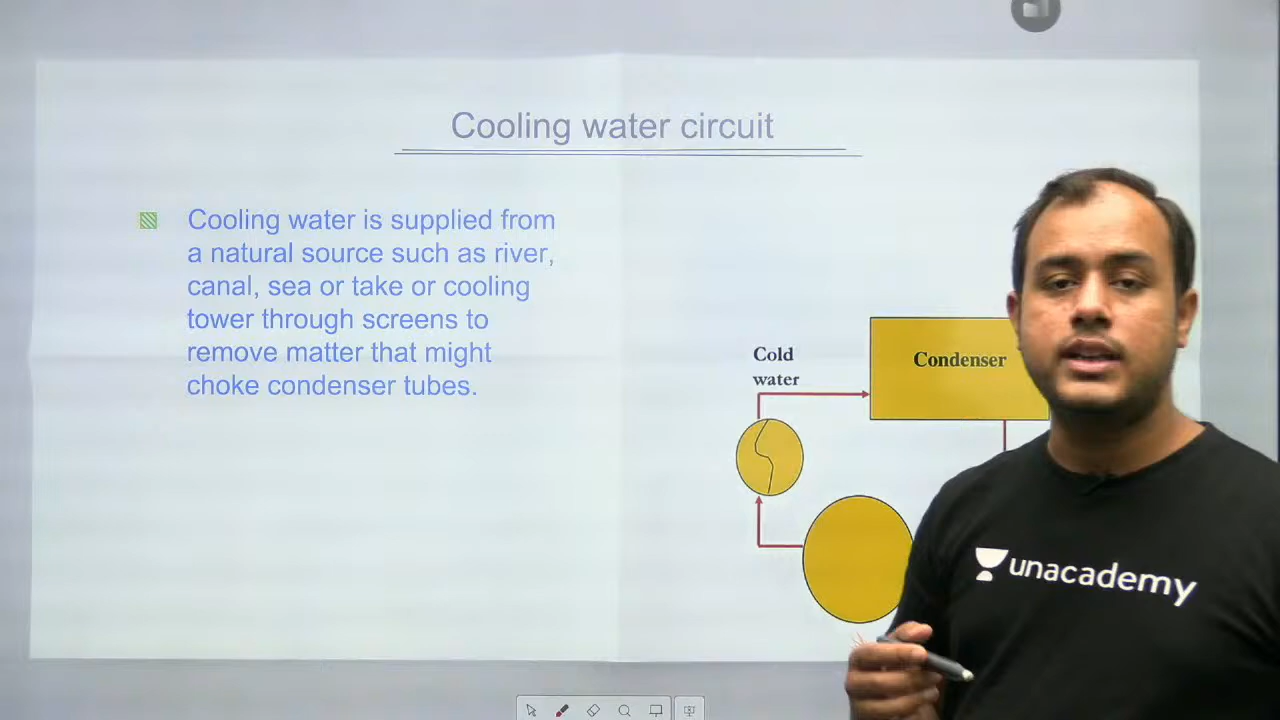 Cooling water circuit
Cooling water is supplied from
a natural source such as river,
canal, sea or take or cooling
tower through screens to
remove matter that might
choke condenser tubes.
Cold
water
Condenser
unacademy